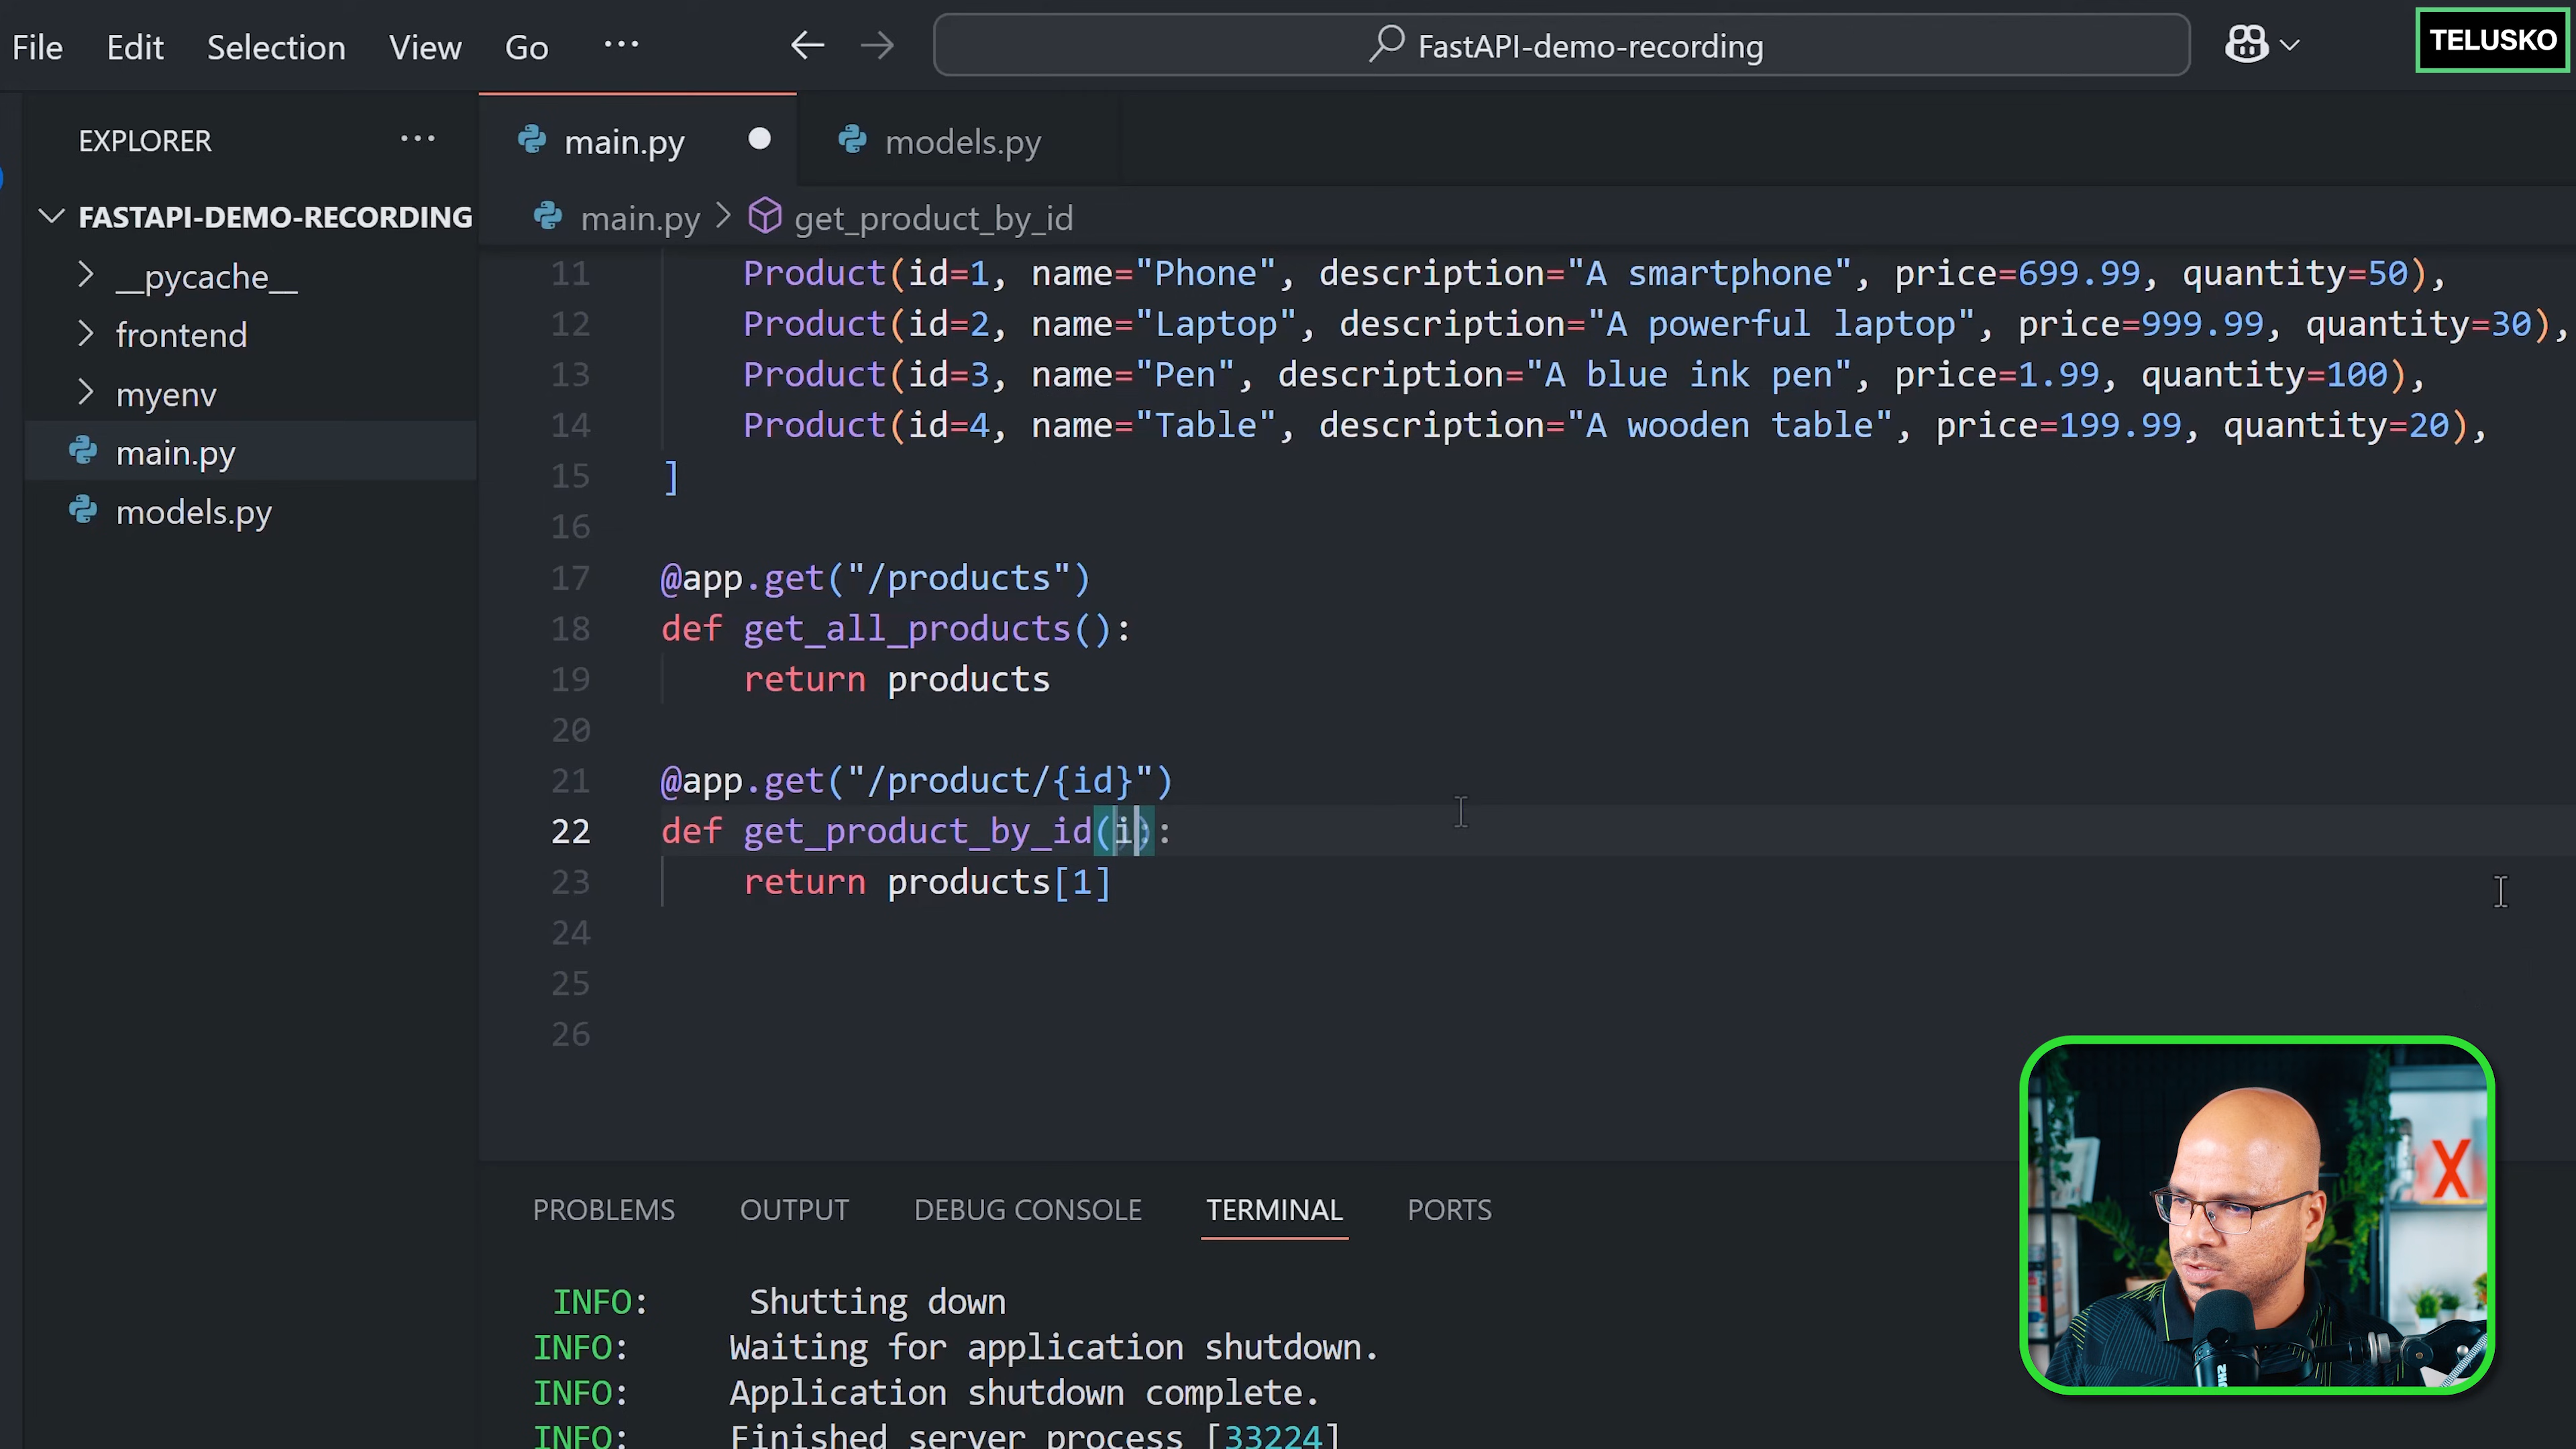 File Edit Selection View Go ... FastAPI-demo-recording TELUSKO
EXPLORER ...
main.py models.py
FASTAPI-DEMO-RECORDING
main.py > get_product_by_id
__pycache__
frontend
myenv
main.py
models.py
11 Product(id=1, name="Phone", description="A smartphone", price=699.99, quantity=50),
12 Product(id=2, name="Laptop", description="A powerful laptop", price=999.99, quantity=30),
13 Product(id=3, name="Pen", description="A blue ink pen", price=1.99, quantity=100),
14 Product(id=4, name="Table", description="A wooden table", price=199.99, quantity=20),
15 ]
16
17 @app.get("/products")
18 def get_all_products():
19 return products
20
21 @app.get("/product/{id}")
22 def get_product_by_id(i):
23 return products[1]
24
25
26
PROBLEMS OUTPUT DEBUG CONSOLE TERMINAL PORTS
INFO: Shutting down
INFO: Waiting for application shutdown.
INFO: Application shutdown complete.
INFO: Finished server process [33224]
X